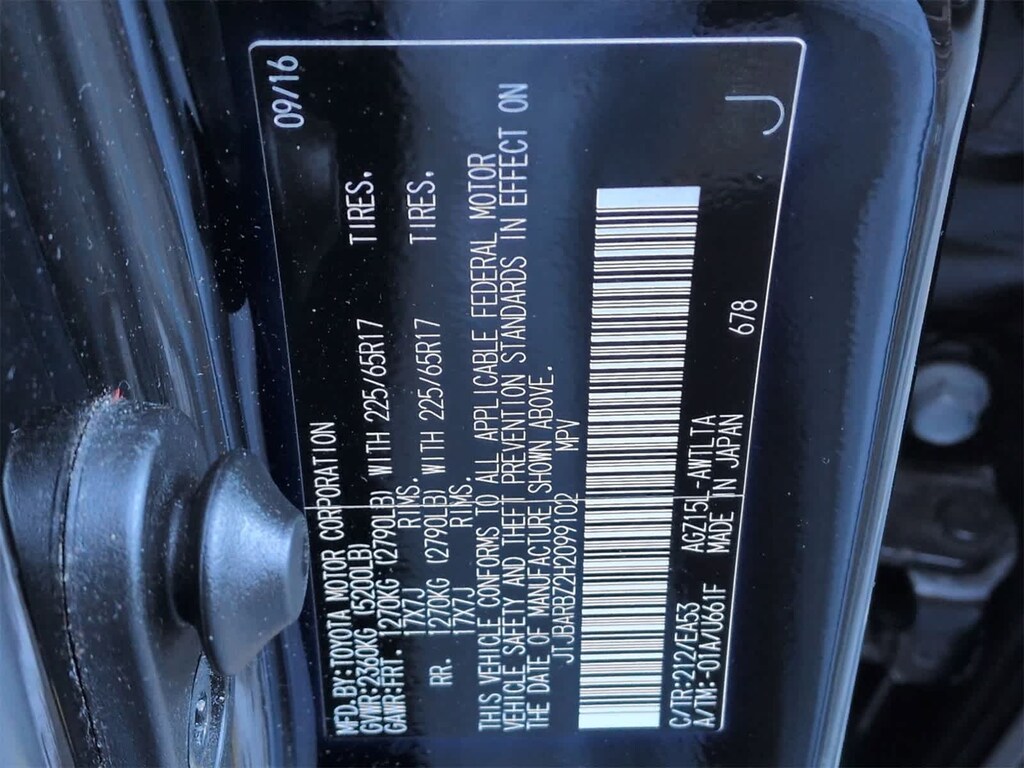 MFD.BY:TOYOTA MOTOR CORPORATION 09/16
GVWR:2360KG (5200LB)
GAWR:FRT. 1270KG (2790LB) WITH 225/65R17 TIRES.
17X7J RIMS.
RR. 1270KG (2790LB) WITH 225/65R17 TIRES.
17X7J RIMS.
THIS VEHICLE CONFORMS TO ALL APPLICABLE FEDERAL MOTOR
VEHICLE SAFETY AND THEFT PREVENTION STANDARDS IN EFFECT ON
THE DATE OF MANUFACTURE SHOWN ABOVE.
JTJBARBZ2H2099102 MPV
C/TR:212/EA53 AGZ15L-AWTLTA
A/TM:-01A/U661F MADE IN JAPAN 678
J